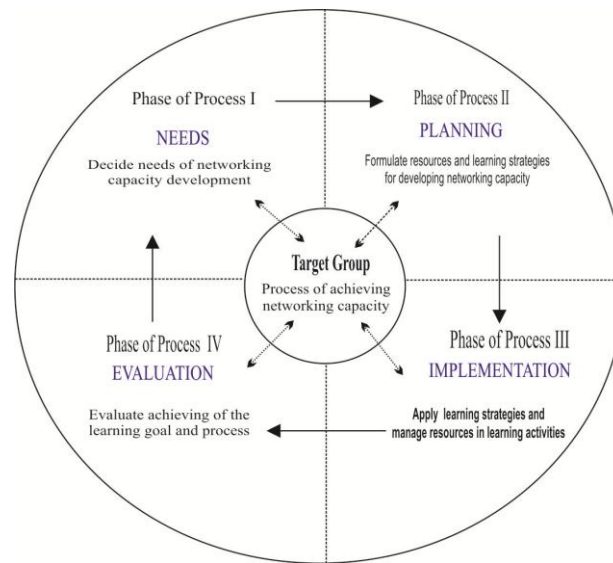 Phase of Process I
NEEDS
Decide needs of networking
capacity development
Phase of Process II
PLANNING
Formulate resources and learning strategies
for developing networking capacity
Target Group
Process of achieving
networking capacity
Phase of Process IV
EVALUATION
Evaluate achieving of the
learning goal and process
Phase of Process III
IMPLEMENTATION
Apply learning strategies and
manage resources in learning activities